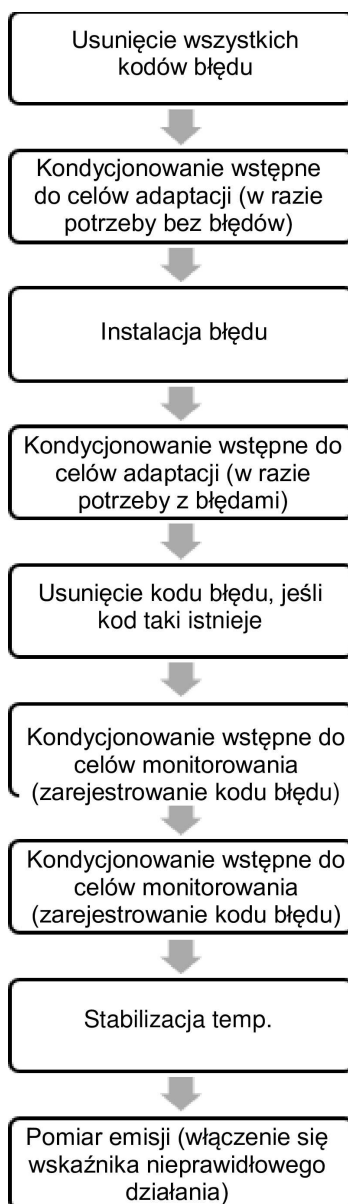 Usunięcie wszystkich
kodów błędu
Kondycjonowanie wstępne
do celów adaptacji (w razie
potrzeby bez błędów)
Instalacja błędu
Kondycjonowanie wstępne do
celów adaptacji (w razie
potrzeby z błędami)
Usunięcie kodu błędu, jeśli
kod taki istnieje
Kondycjonowanie wstępne do
celów monitorowania
(zarejestrowanie kodu błędu)
Kondycjonowanie wstępne do
celów monitorowania
(zarejestrowanie kodu błędu)
Stabilizacja temp.
Pomiar emisji (włączenie się
wskaźnika nieprawidłowego
działania)